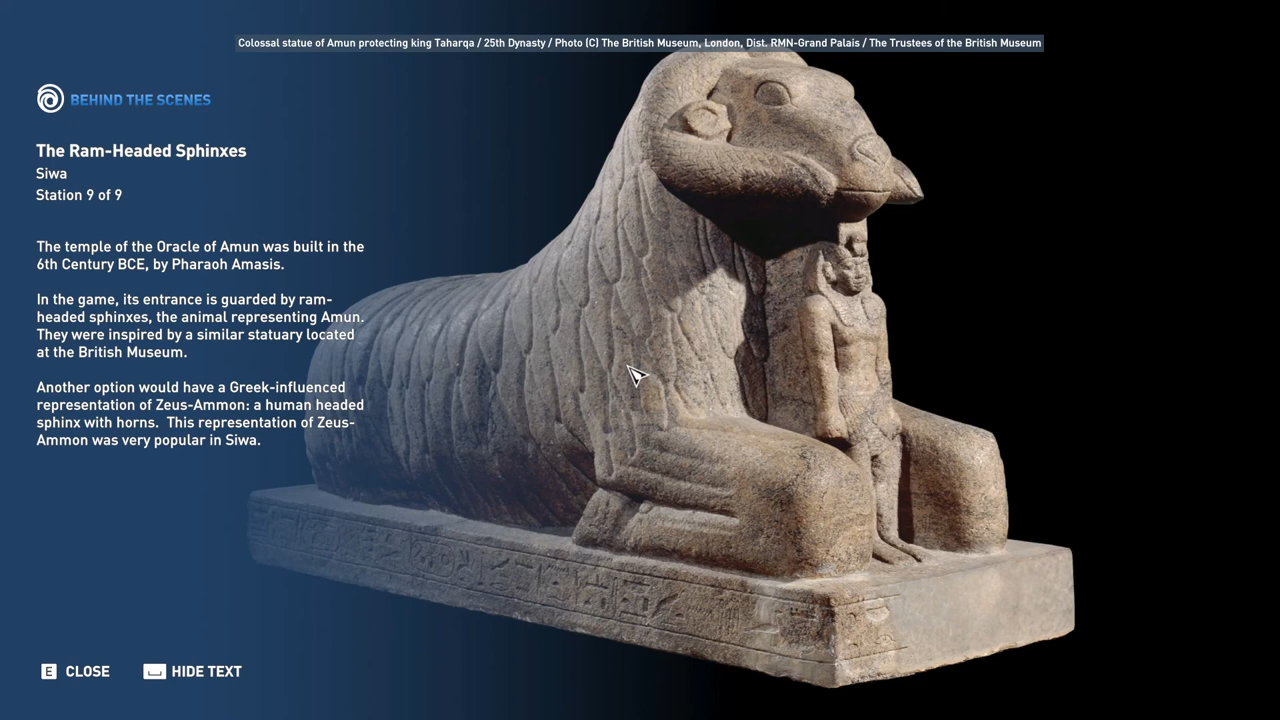 Colossal statue of Amun protecting king Taharqa / 25th Dynasty / Photo (C) The British Museum, London, Dist. RMN-Grand Palais / The Trustees of the British Museum
BEHIND THE SCENES
The Ram-Headed Sphinxes
Siwa
Station 9 of 9
The temple of the Oracle of Amun was built in the
6th Century BCE, by Pharaoh Amasis.
In the game, its entrance is guarded by ram-
headed sphinxes, the animal representing Amun.
They were inspired by a similar statuary located
at the British Museum.
Another option would have a Greek-influenced
representation of Zeus-Ammon: a human headed
sphinx with horns.  This representation of Zeus-
Ammon was very popular in Siwa.
E CLOSE
HIDE TEXT